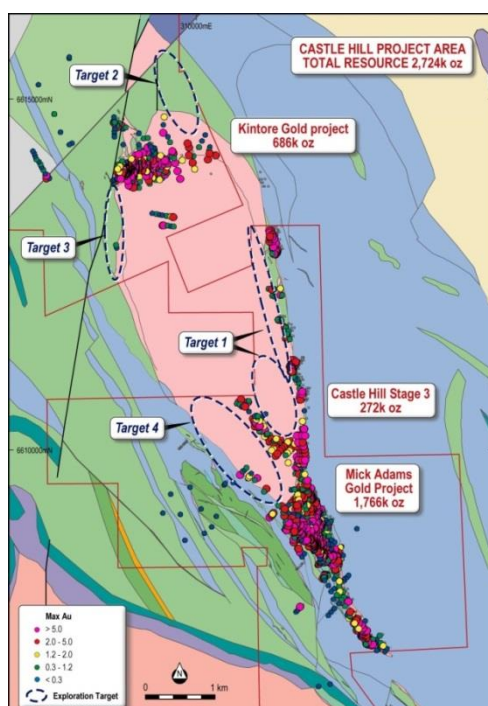 310000mE
CASTLE HILL PROJECT AREA
TOTAL RESOURCE 2,724k oz
Target 2
6615000mN
Kintore Gold project
686k oz
Target 3
Target 1
Castle Hill Stage 3
272k oz
Target 4
6610000mN
Mick Adams
Gold Project
1,766k oz
Max Au
> 5.0
2.0 - 5.0
1.2 - 2.0
0.3 - 1.2
< 0.3
Exploration Target
N
0
1 km